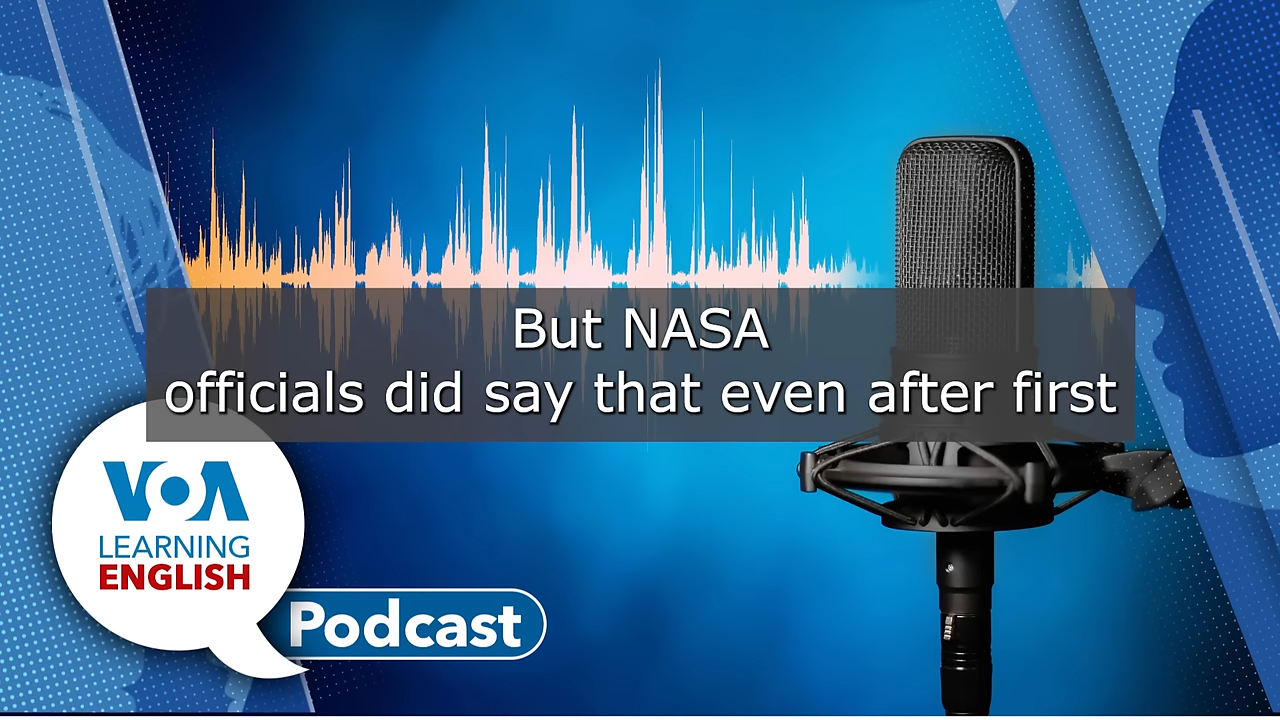 But NASA
officials did say that even after first
VOA
LEARNING
ENGLISH
Podcast